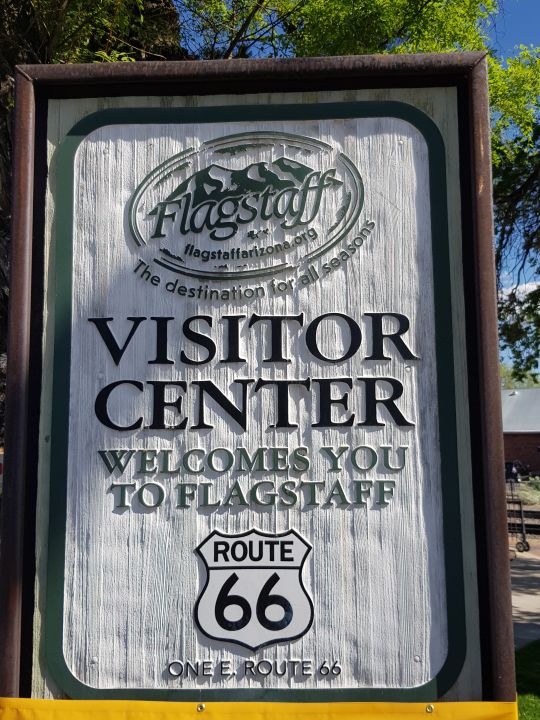 Flagstaff
flagstaffarizona.org
The destination for all seasons
VISITOR
CENTER
WELCOMES YOU
TO FLAGSTAFF
ROUTE
66
ONE E. ROUTE 66